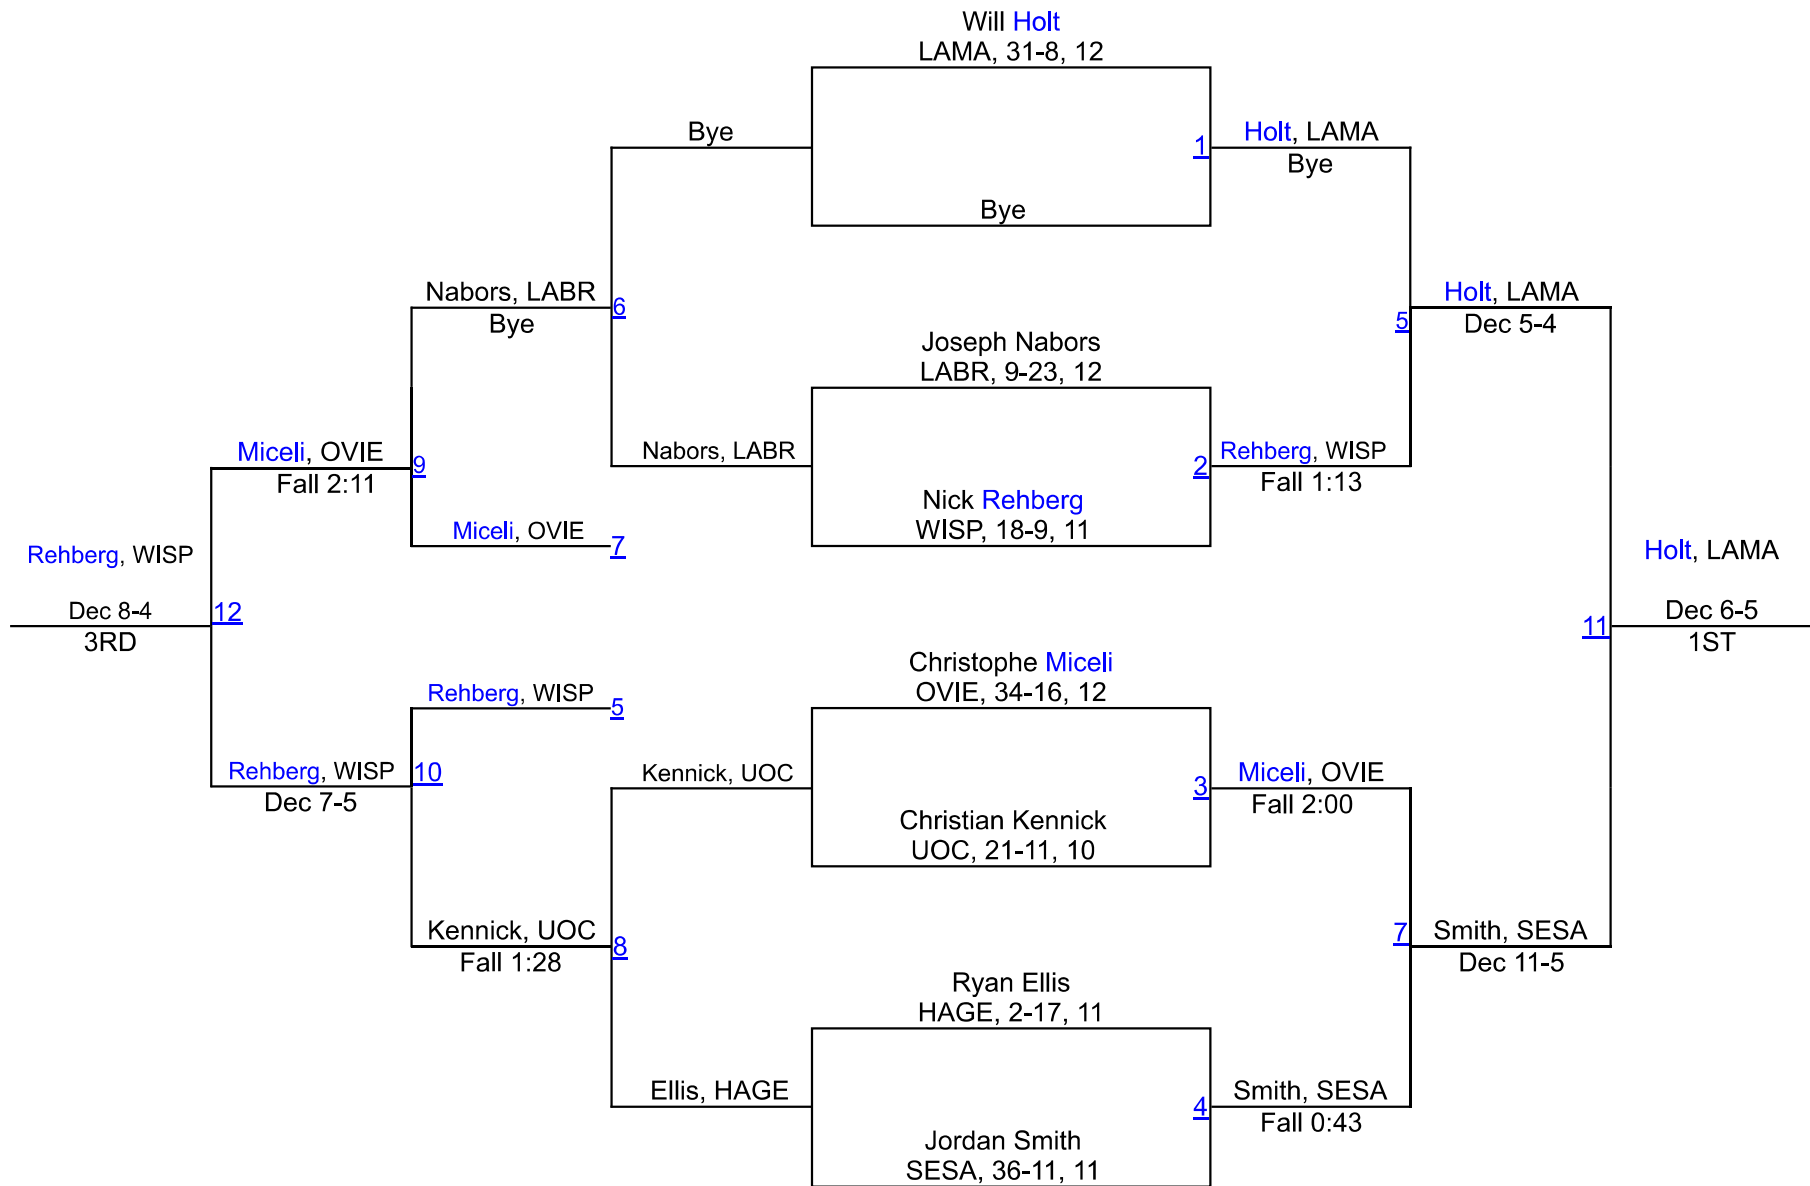 Will Holt
LAMA, 31-8, 12
Bye
1
Holt, LAMA
Bye
Bye
Nabors, LABR
Bye
6
Holt, LAMA
Dec 5-4
5
Joseph Nabors
LABR, 9-23, 12
Nabors, LABR
2
Rehberg, WISP
Fall 1:13
Miceli, OVIE
Fall 2:11
9
Nick Rehberg
WISP, 18-9, 11
Miceli, OVIE
7
Rehberg, WISP
Dec 8-4
3RD
12
Holt, LAMA
Dec 6-5
1ST
11
Christophe Miceli
OVIE, 34-16, 12
Rehberg, WISP
5
Rehberg, WISP
Dec 7-5
10
Kennick, UOC
3
Miceli, OVIE
Fall 2:00
Christian Kennick
UOC, 21-11, 10
Kennick, UOC
Fall 1:28
8
7
Smith, SESA
Dec 11-5
Ryan Ellis
HAGE, 2-17, 11
Ellis, HAGE
4
Smith, SESA
Fall 0:43
Jordan Smith
SESA, 36-11, 11